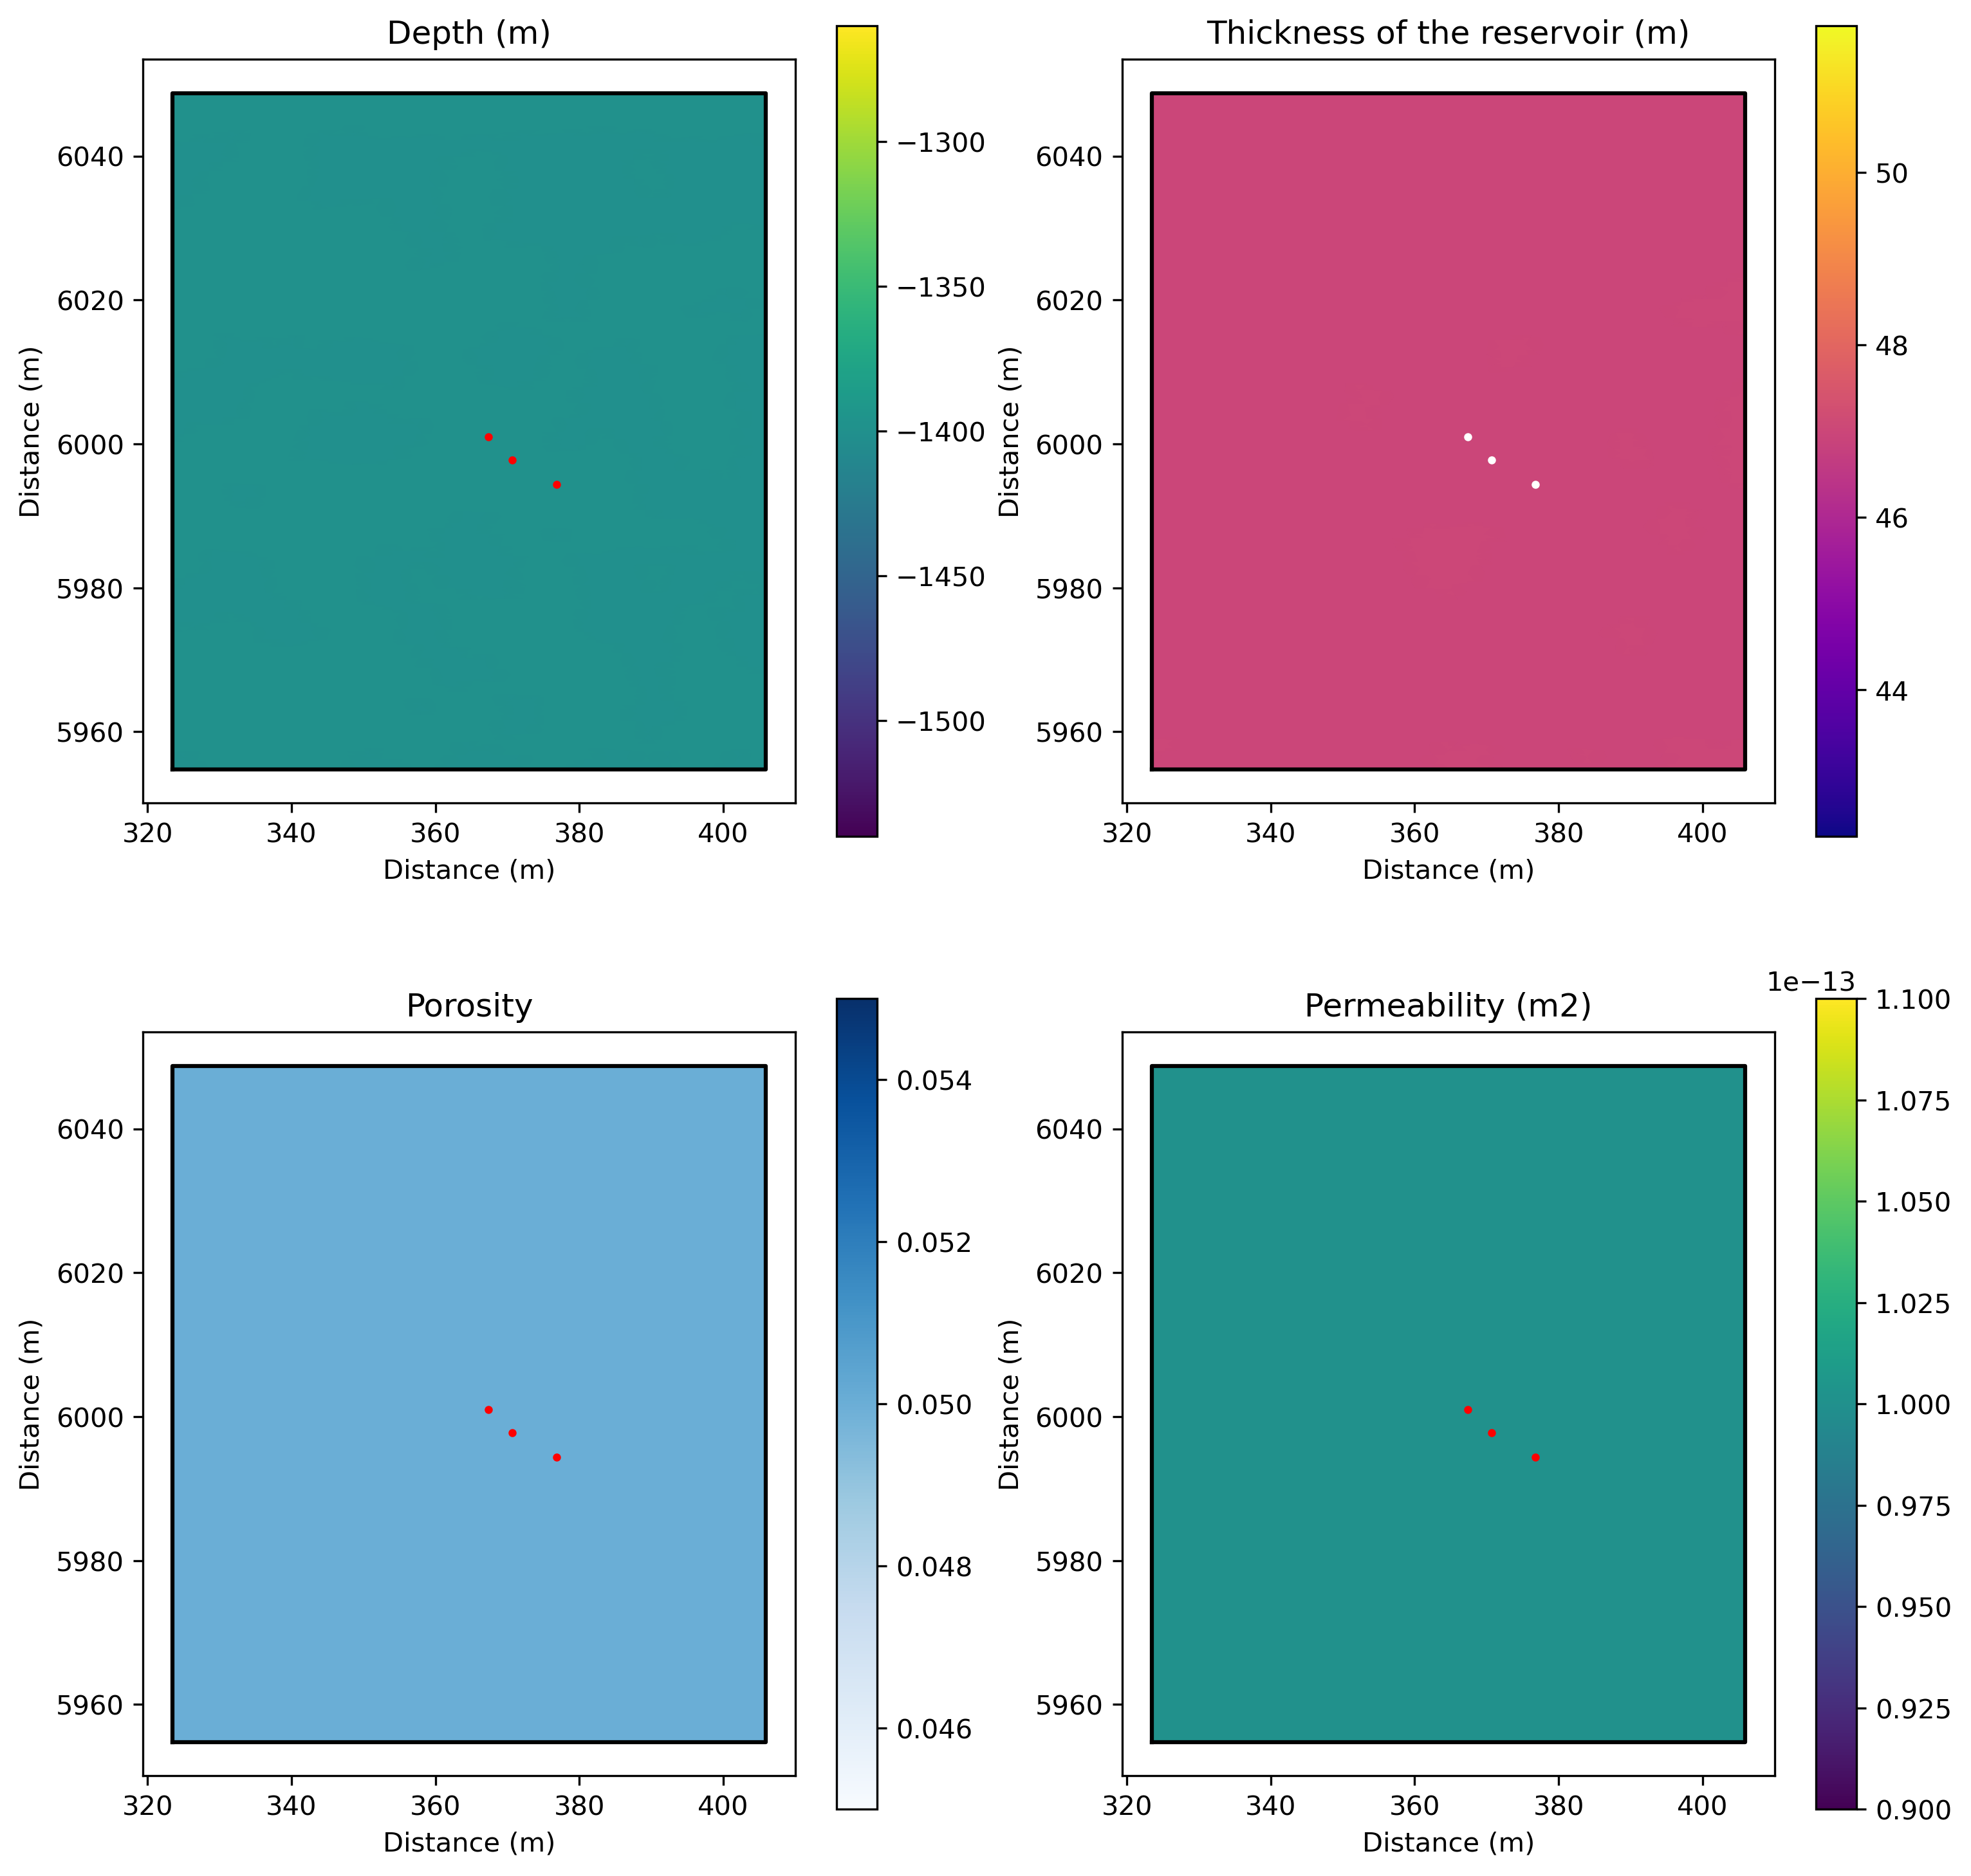 Depth (m)
6040
6020
6000
5980
5960
Distance (m)
320 340 360 380 400
Distance (m)
−1300
−1350
−1400
−1450
−1500
Thickness of the reservoir (m)
6040
6020
6000
5980
5960
Distance (m)
320 340 360 380 400
Distance (m)
50
48
46
44
Porosity
6040
6020
6000
5980
5960
Distance (m)
320 340 360 380 400
Distance (m)
0.054
0.052
0.050
0.048
0.046
Permeability (m2)
6040
6020
6000
5980
5960
Distance (m)
320 340 360 380 400
Distance (m)
1e−13
1.100
1.075
1.050
1.025
1.000
0.975
0.950
0.925
0.900